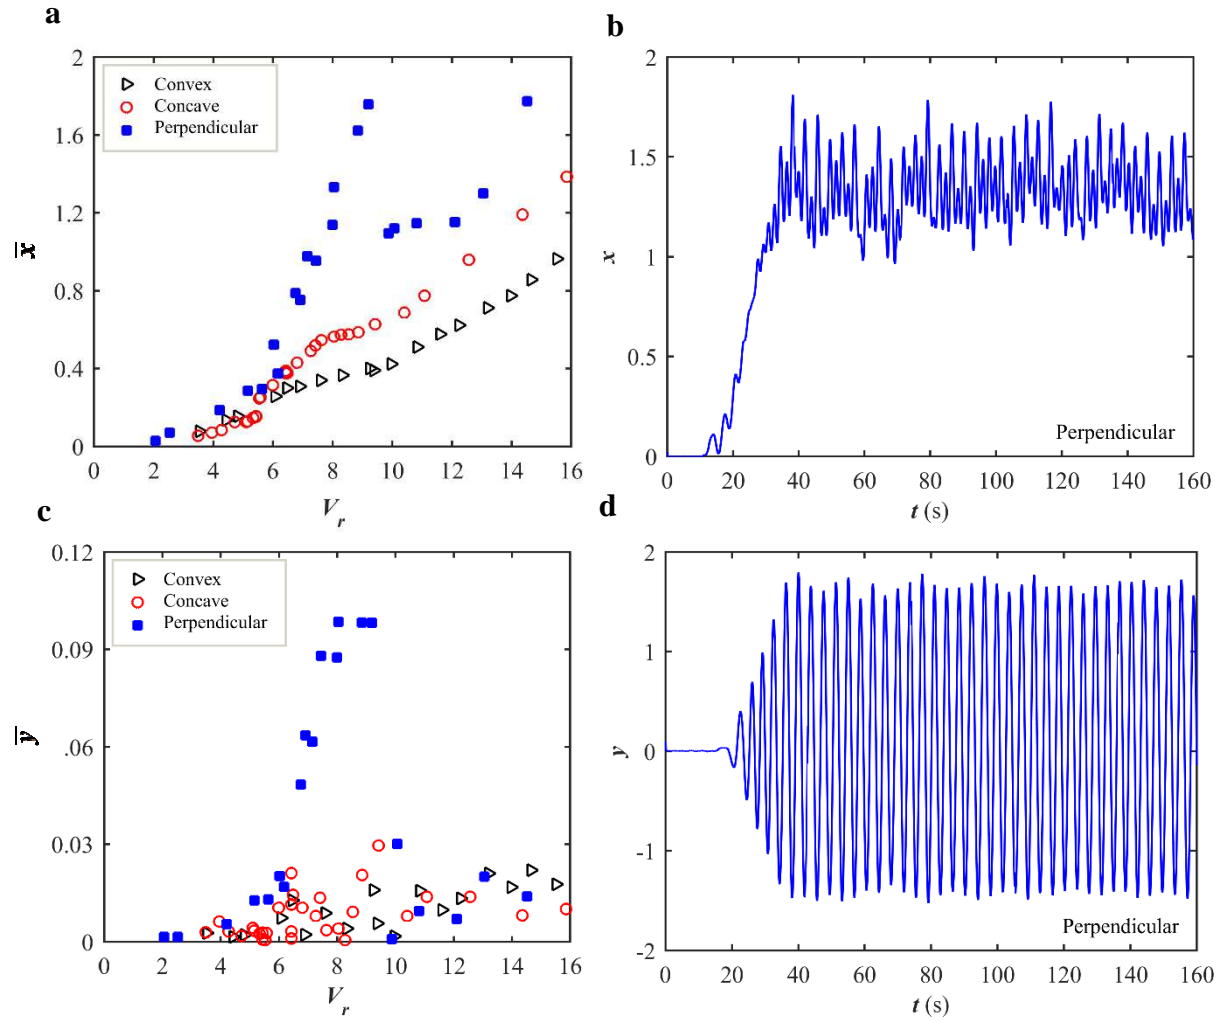 a
2
1.6
1.2
0.8
0.4
0
x
Convex
Concave
Perpendicular
0 2 4 6 8 10 12 14 16
V_r
b
2
1.5
1
0.5
0
x
Perpendicular
0 20 40 60 80 100 120 140 160
t (s)
c
0.12
0.09
.06
0.03
0
y
Convex
Concave
Perpendicular
0 2 4 6 8 10 12 14 16
V_r
d
2
1
0
-1
-2
y
Perpendicular
0 20 40 60 80 100 120 140 160
t (s)